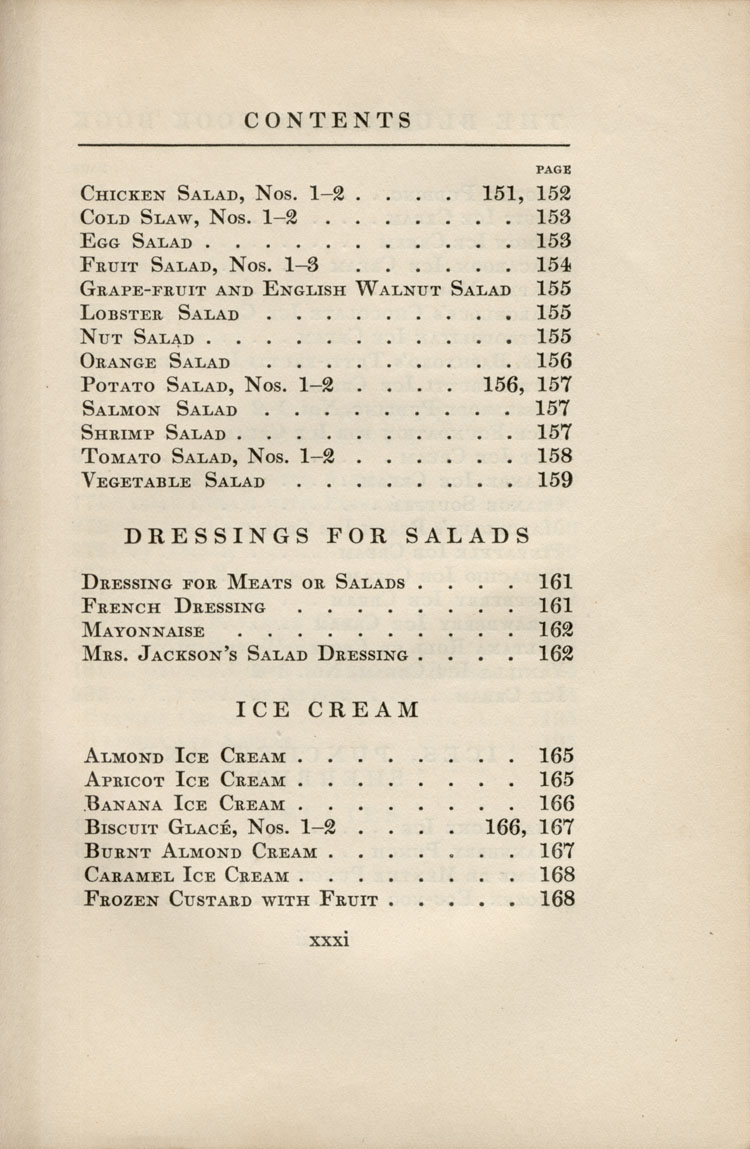 CONTENTS
PAGE
CHICKEN SALAD, NOS. 1–2 . . . . 151, 152
COLD SLAW, NOS. 1–2 . . . . . . . 153
EGG SALAD . . . . . . . . . . . 153
FRUIT SALAD, NOS. 1–3 . . . . . . 154
GRAPE-FRUIT AND ENGLISH WALNUT SALAD 155
LOBSTER SALAD . . . . . . . . . 155
NUT SALAD . . . . . . . . . . . 155
ORANGE SALAD . . . . . . . . . . 156
POTATO SALAD, NOS. 1–2 . . . . 156, 157
SALMON SALAD . . . . . . . . . . 157
SHRIMP SALAD . . . . . . . . . . 157
TOMATO SALAD, NOS. 1–2 . . . . . . 158
VEGETABLE SALAD . . . . . . . . 159
DRESSINGS FOR SALADS
DRESSING FOR MEATS OR SALADS . . . . 161
FRENCH DRESSING . . . . . . . . 161
MAYONNAISE . . . . . . . . . . 162
MRS. JACKSON'S SALAD DRESSING . . . . 162
ICE CREAM
ALMOND ICE CREAM . . . . . . . . 165
APRICOT ICE CREAM . . . . . . . . 165
BANANA ICE CREAM . . . . . . . . 166
BISCUIT GLACÉ, NOS. 1–2 . . . . 166, 167
BURNT ALMOND CREAM . . . . . . . 167
CARAMEL ICE CREAM . . . . . . . . 168
FROZEN CUSTARD WITH FRUIT . . . . . 168
xxxi